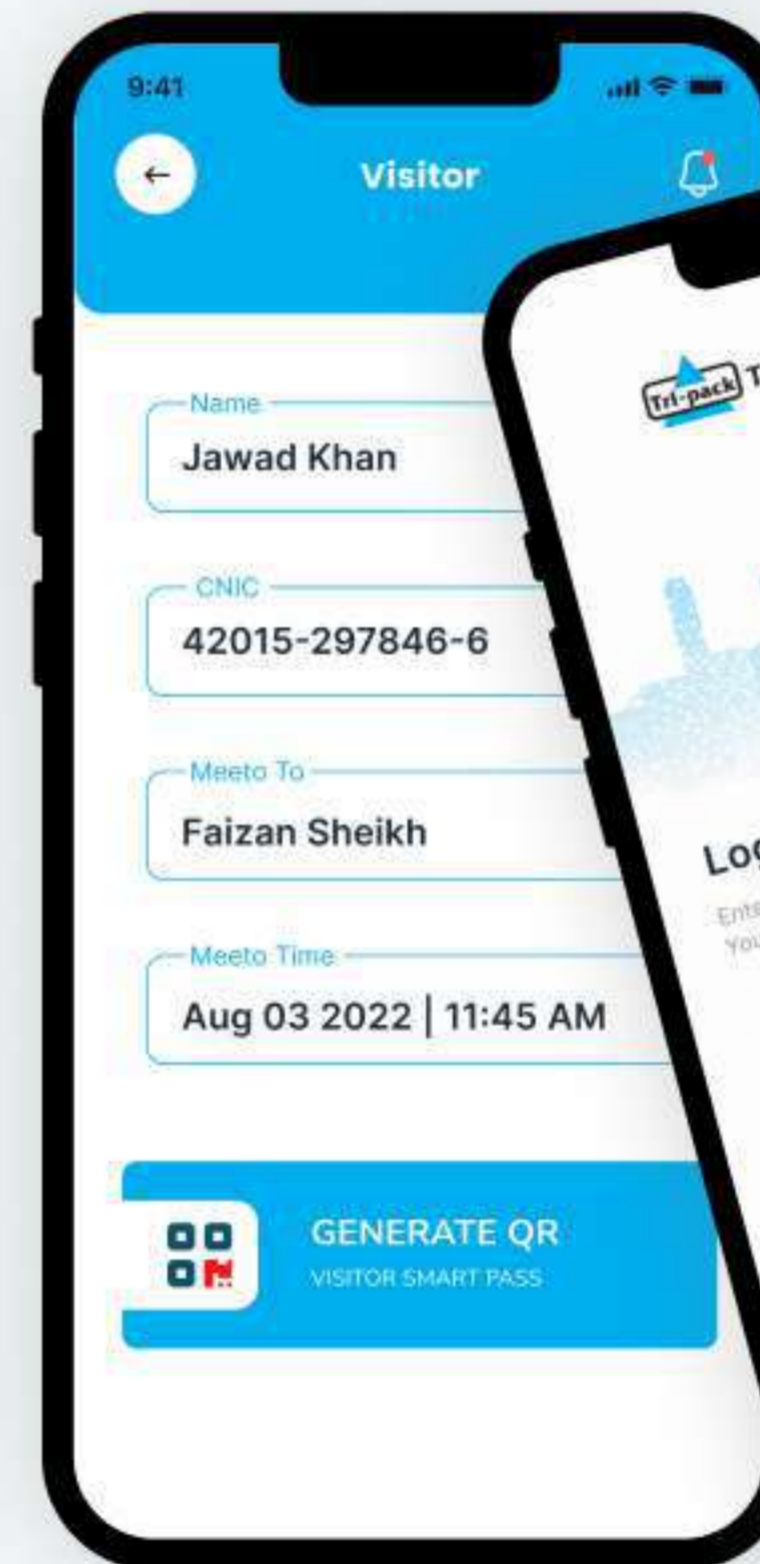 9:41
Visitor
Name
Jawad Khan
CNIC
42015-297846-6
Meeto To
Faizan Sheikh
Meeto Time
Aug 03 2022 | 11:45 AM
GENERATE QR
VISITOR SMART PASS
Tri-pack